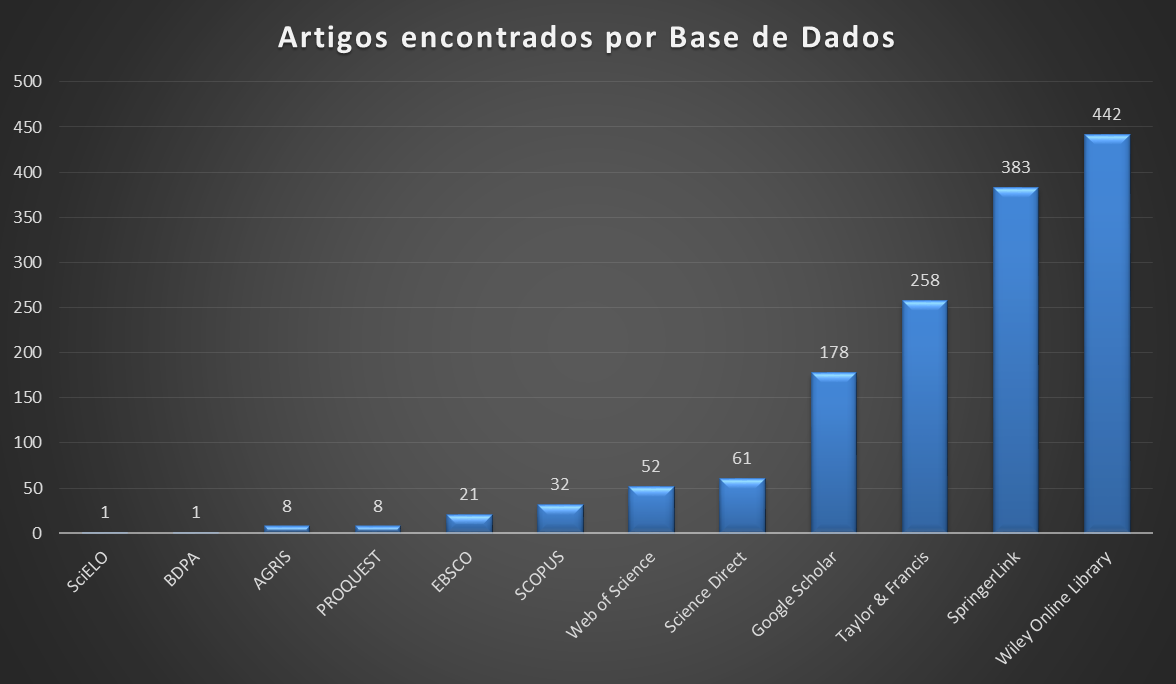 Artigos encontrados por Base de Dados
500
450
400
350
300
250
200
150
100
50
0
1
1
8
8
21
32
52
61
178
258
383
442
SciELO
BDPA
AGRIS
PROQUEST
EBSCO
SCOPUS
Web of Science
Science Direct
Google Scholar
Taylor & Francis
SpringerLink
Wiley Online Library